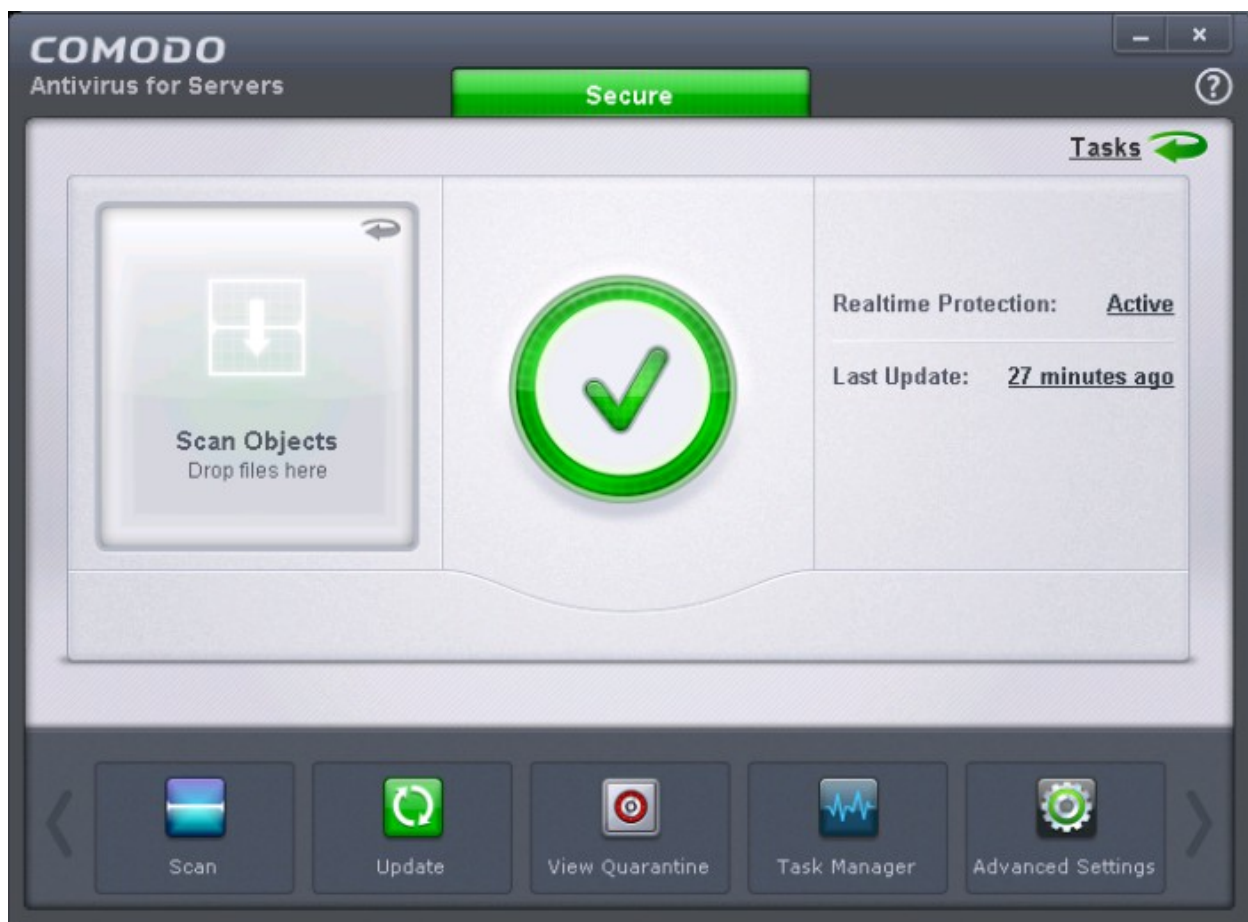 COMODO
Antivirus for Servers
Secure
?
Tasks
Scan Objects
Drop files here
Realtime Protection: Active
Last Update: 27 minutes ago
Scan
Update
View Quarantine
Task Manager
Advanced Settings